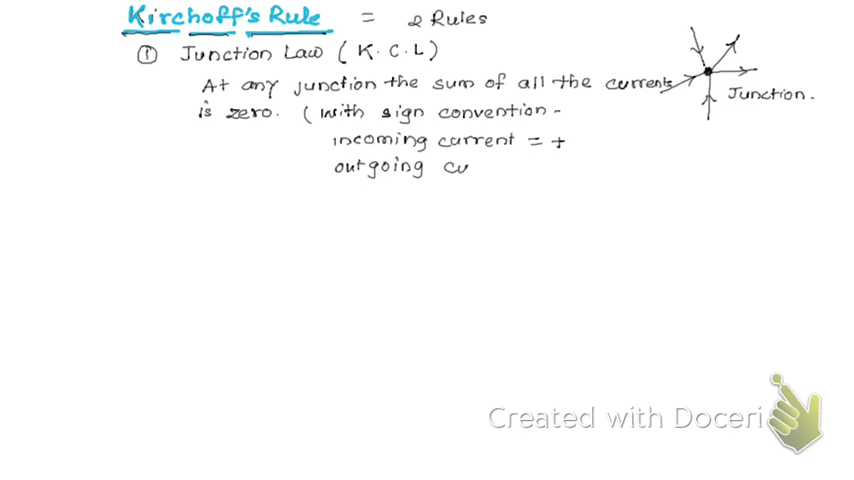 Kirchoff's Rule = 2 Rules
① Junction Law ( K. C. L )
At any junction the sum of all the currents
is zero. ( with sign convention -
incoming current = +
outgoing cu
Junction.
Created with Doceri